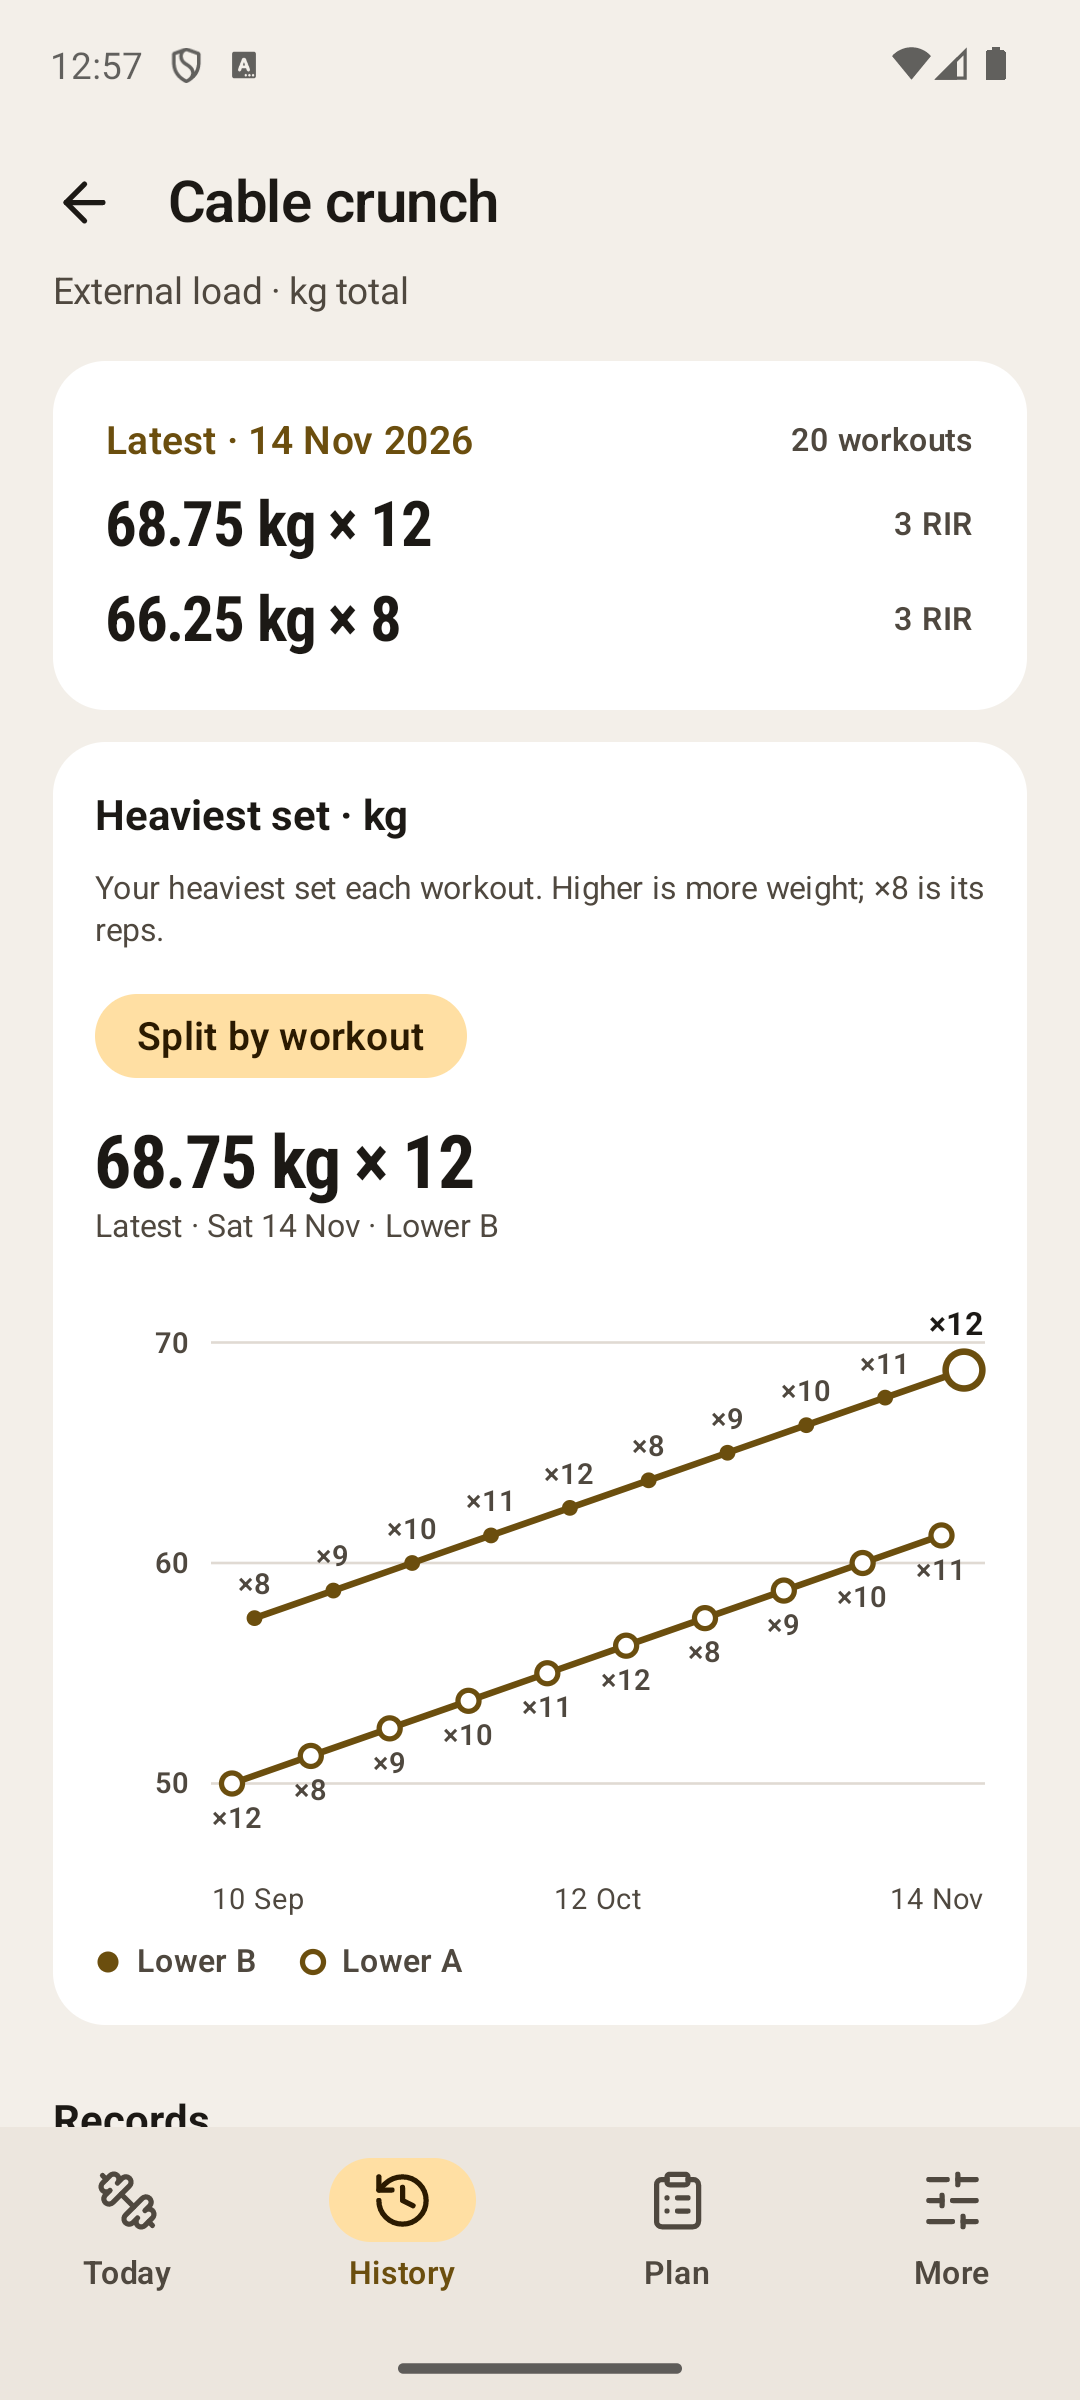 12:57
Cable crunch
External load · kg total
Latest · 14 Nov 2026
20 workouts
68.75 kg × 12
3 RIR
66.25 kg × 8
3 RIR
Heaviest set · kg
Your heaviest set each workout. Higher is more weight; ×8 is its
reps.
Split by workout
68.75 kg × 12
Latest · Sat 14 Nov · Lower B
×12
70
×11
×10
×9
×8
×12
×11
×10
×9
60
×11
×8
×10
×9
×8
×12
×11
×10
×9
50
×8
×12
10 Sep
12 Oct
14 Nov
Lower B
Lower A
Records
Today
History
Plan
More